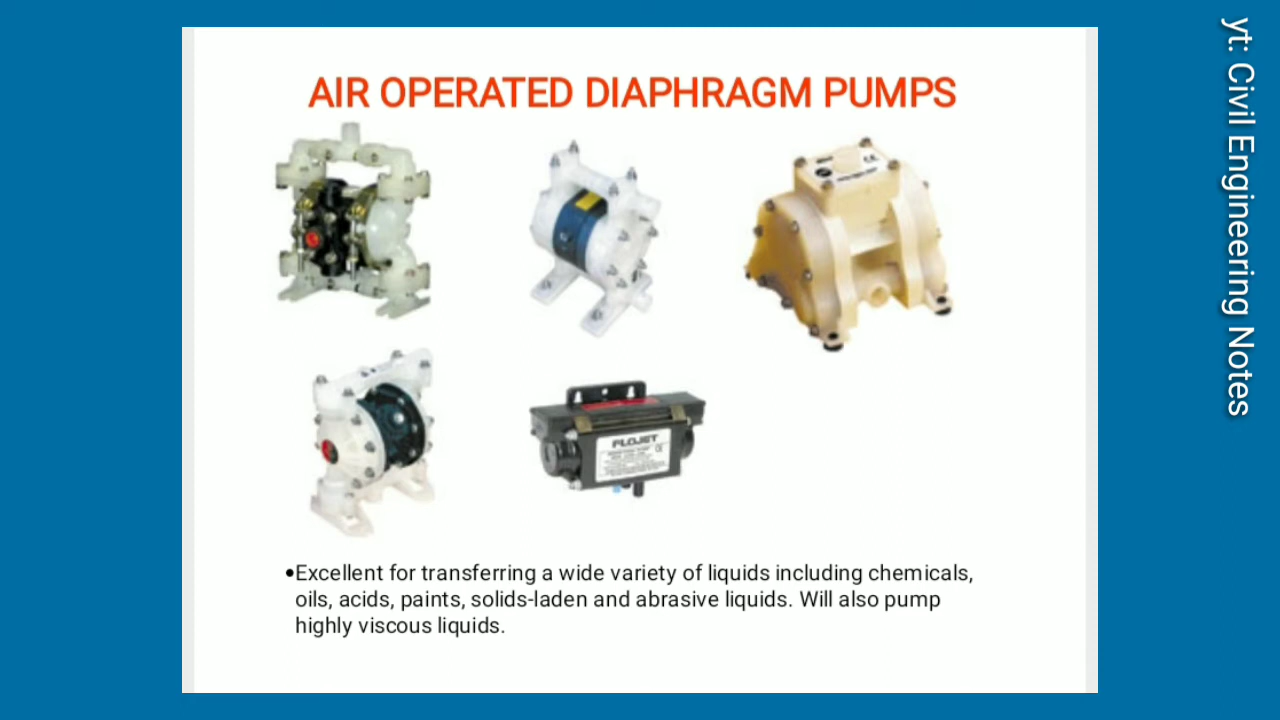 AIR OPERATED DIAPHRAGM PUMPS
FLOJET
•Excellent for transferring a wide variety of liquids including chemicals,
oils, acids, paints, solids-laden and abrasive liquids. Will also pump
highly viscous liquids.
yt: Civil Engineering Notes